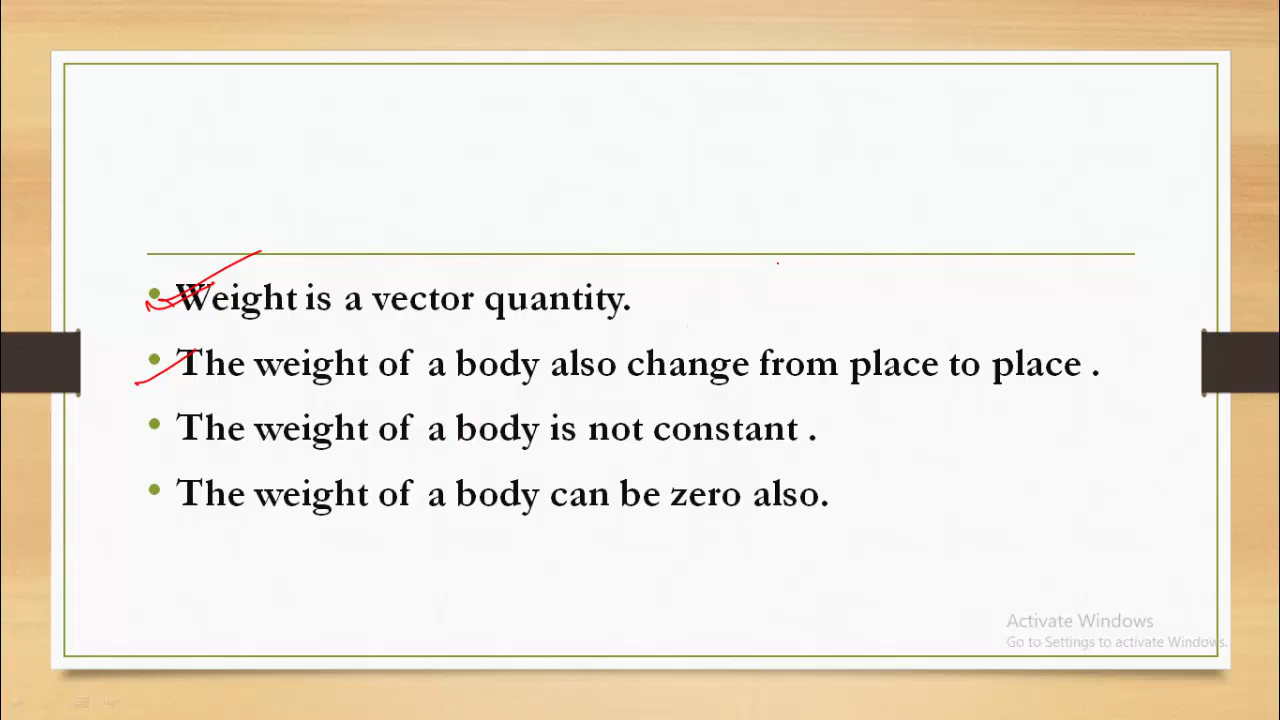 • Weight is a vector quantity.
• The weight of a body also change from place to place .
• The weight of a body is not constant .
• The weight of a body can be zero also.
Activate Windows
Go to Settings to activate Windows.